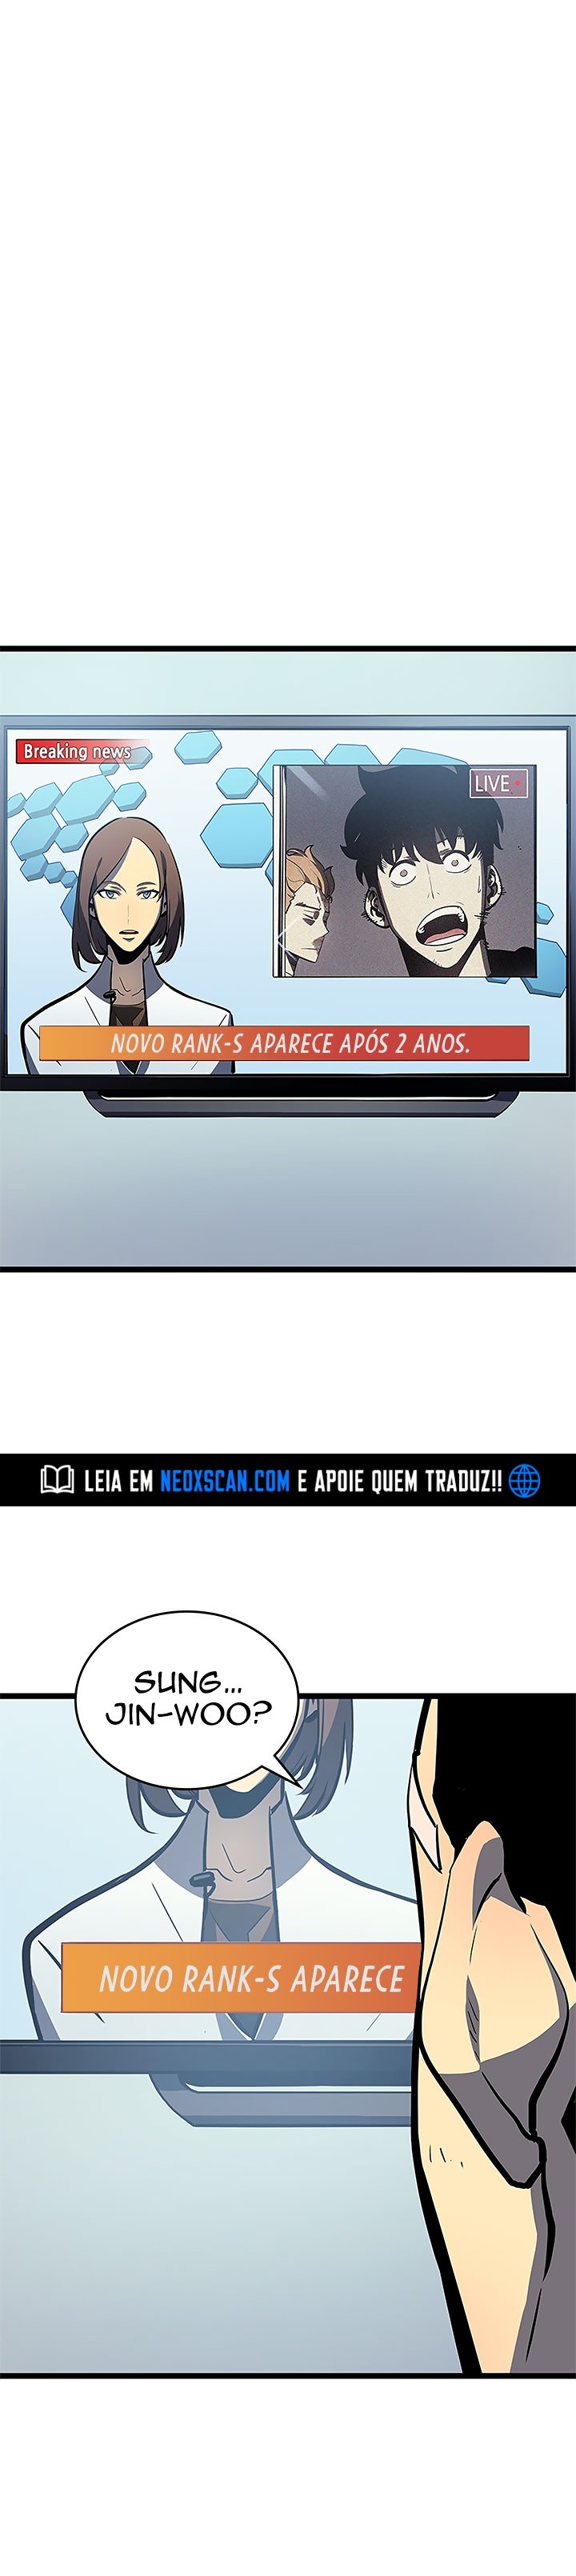 Breaking news
LIVE
NOVO RANK-S APARECE APÓS 2 ANOS.
LEIA EM NEOXSCAN.COM E APOIE QUEM TRADUZ!!
SUNG...
JIN-WOO?
NOVO RANK-S APARECE